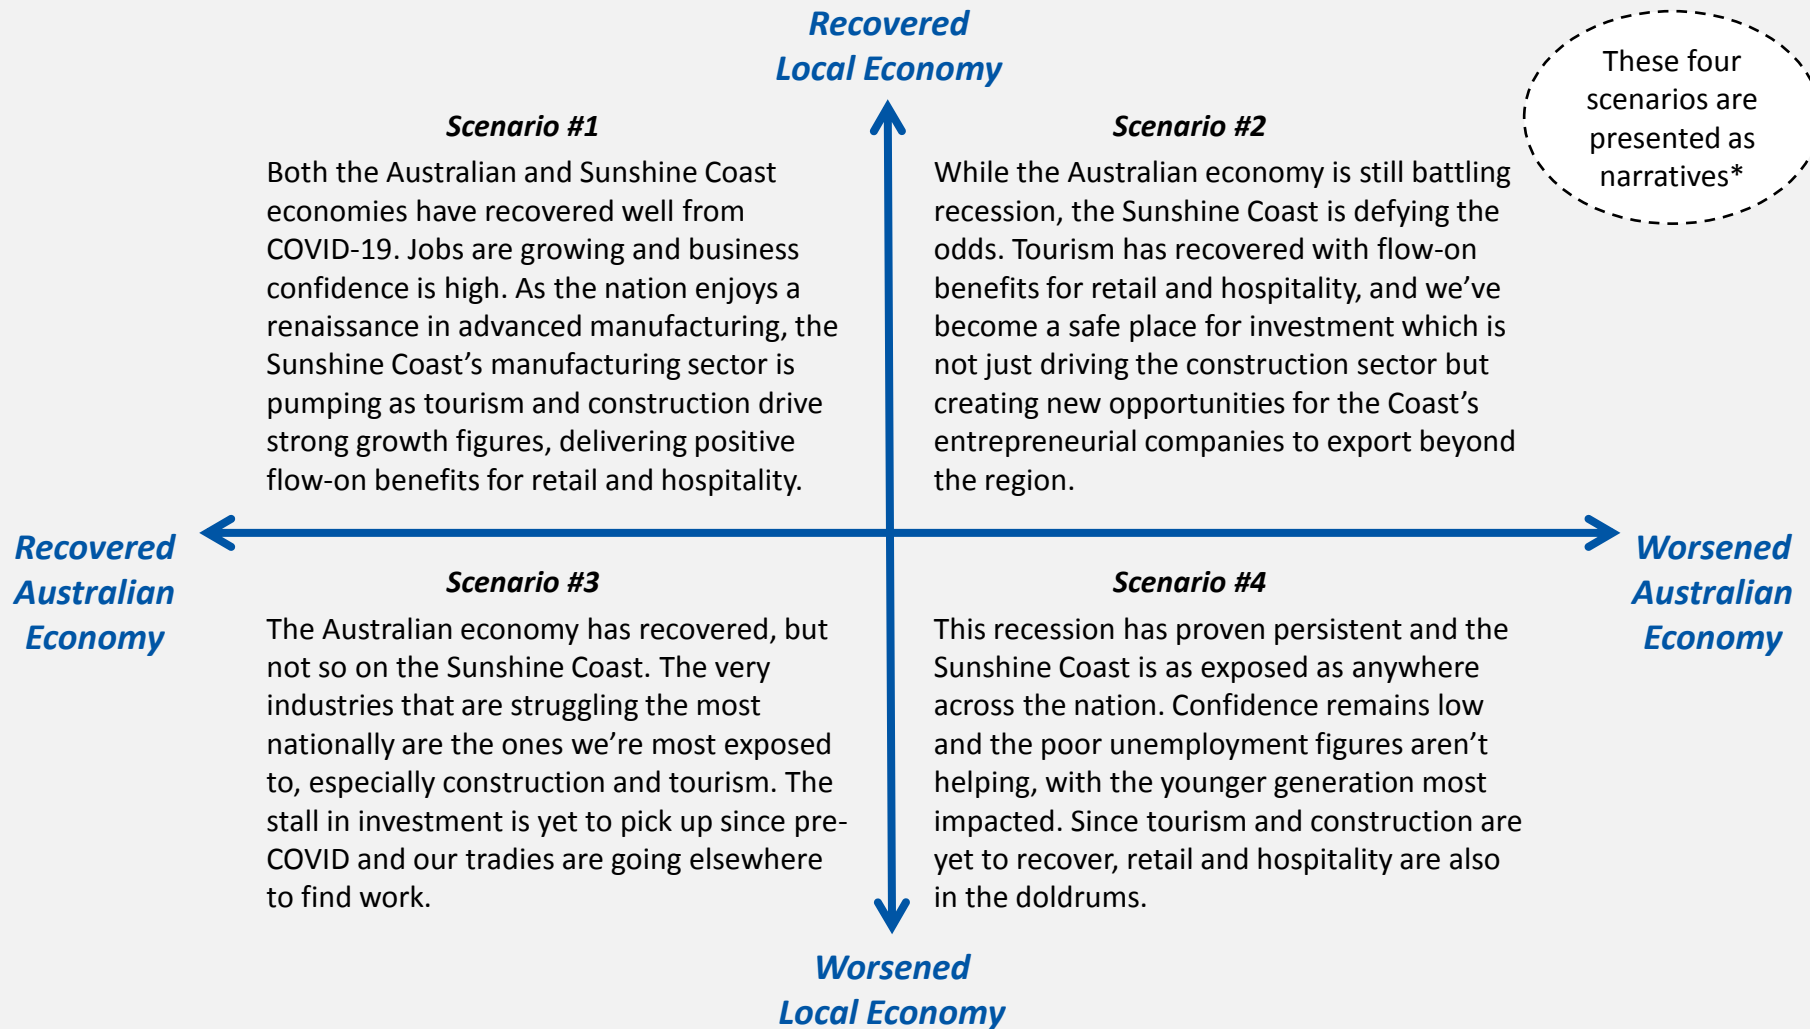 Recovered
Local Economy
These four
scenarios are
presented as
narratives*
Scenario #1
Both the Australian and Sunshine Coast
economies have recovered well from
COVID-19. Jobs are growing and business
confidence is high. As the nation enjoys a
renaissance in advanced manufacturing, the
Sunshine Coast’s manufacturing sector is
pumping as tourism and construction drive
strong growth figures, delivering positive
flow-on benefits for retail and hospitality.
Scenario #2
While the Australian economy is still battling
recession, the Sunshine Coast is defying the
odds. Tourism has recovered with flow-on
benefits for retail and hospitality, and we’ve
become a safe place for investment which is
not just driving the construction sector but
creating new opportunities for the Coast’s
entrepreneurial companies to export beyond
the region.
Recovered
Australian
Economy
Worsened
Australian
Economy
Scenario #3
The Australian economy has recovered, but
not so on the Sunshine Coast. The very
industries that are struggling the most
nationally are the ones we’re most exposed
to, especially construction and tourism. The
stall in investment is yet to pick up since pre-
COVID and our tradies are going elsewhere
to find work.
Scenario #4
This recession has proven persistent and the
Sunshine Coast is as exposed as anywhere
across the nation. Confidence remains low
and the poor unemployment figures aren’t
helping, with the younger generation most
impacted. Since tourism and construction are
yet to recover, retail and hospitality are also
in the doldrums.
Worsened
Local Economy